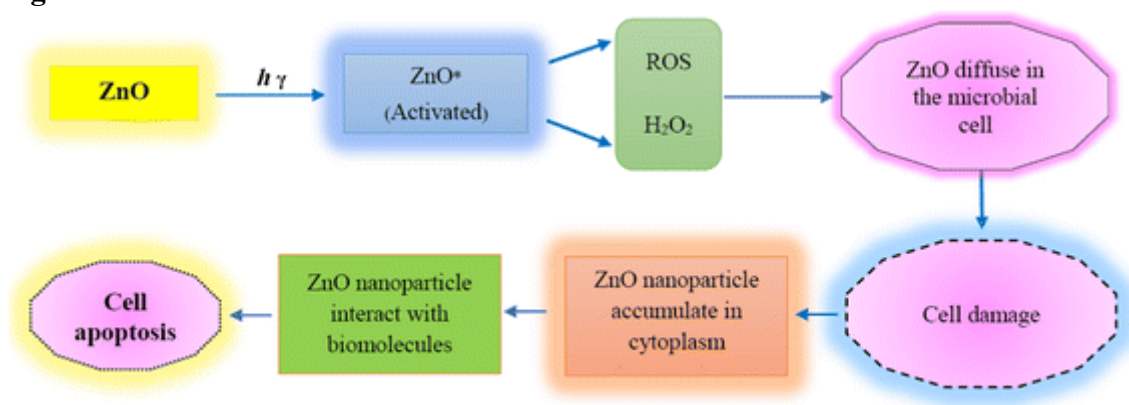 ZnO
h γ
ZnO*
(Activated)
ROS
H₂O₂
ZnO diffuse in
the microbial
cell
Cell
apoptosis
ZnO nanoparticle
interact with
biomolecules
ZnO nanoparticle
accumulate in
cytoplasm
Cell damage